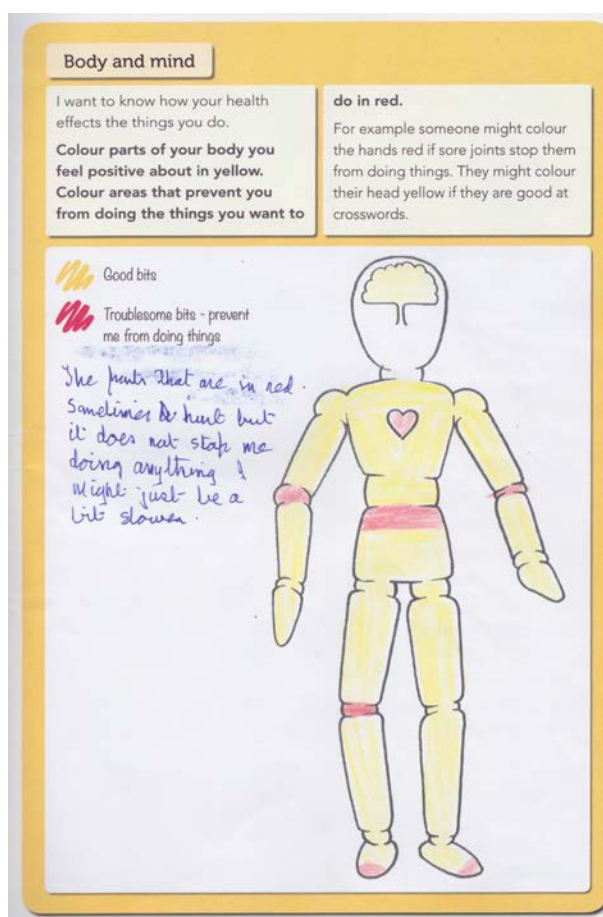 Body and mind
I want to know how your health
effects the things you do.
Colour parts of your body you
feel positive about in yellow.
Colour areas that prevent you
from doing the things you want to
do in red.
For example someone might colour
the hands red if sore joints stop them
from doing things. They might colour
their head yellow if they are good at
crosswords.
Good bits
Troublesome bits - prevent
me from doing things
The parts that are in red.
Sometimes hurt but
it does not stop me
doing anything I
might just be a
bit slower.